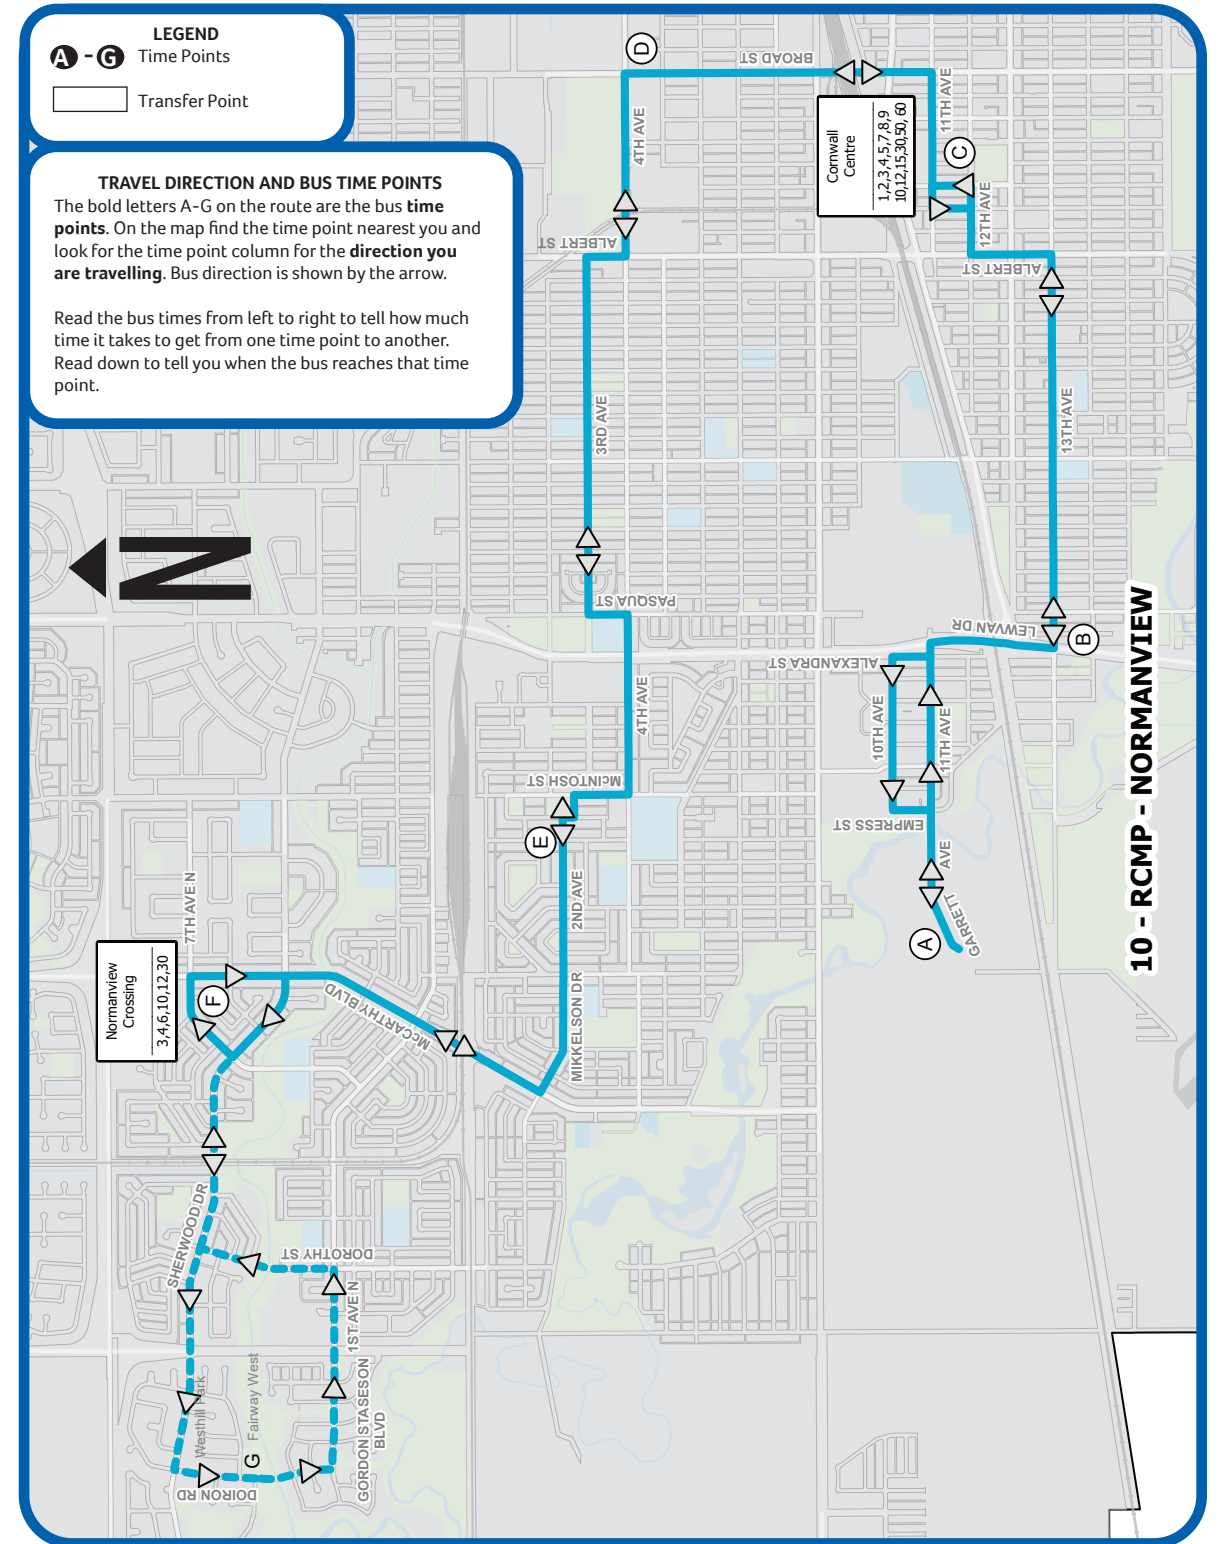 LEGEND
A - G Time Points
Transfer Point
TRAVEL DIRECTION AND BUS TIME POINTS
The bold letters A-G on the route are the bus time
points. On the map find the time point nearest you and
look for the time point column for the direction you
are travelling. Bus direction is shown by the arrow.
Read the bus times from left to right to tell how much
time it takes to get from one time point to another.
Read down to tell you when the bus reaches that time
point.
N
D
BROAD ST
4TH AVE
11TH AVE
Cornwall
Centre
1,2,3,4,5,7,8,9
10,12,15,30,50, 60
C
12TH AVE
ALBERT ST
ALBERT ST
3RD AVE
13TH AVE
PASQUA ST
LEWVAN DR
B
ALEXANDRA ST
4TH AVE
10TH AVE
11TH AVE
McINTOSH ST
EMPRESS ST
E
2ND AVE
AVE
GARRETT
A
7TH AVE N
Normanview
Crossing
3,4,6,10,12,30
F
McCARTHY BLVD
MIKKELSON DR
SHERWOOD DR
DOROTHY ST
1ST AVE N
Westhill Park
Fairway West
G
GORDON STASESON
BLVD
DOIRON RD
10 - RCMP - NORMANVIEW